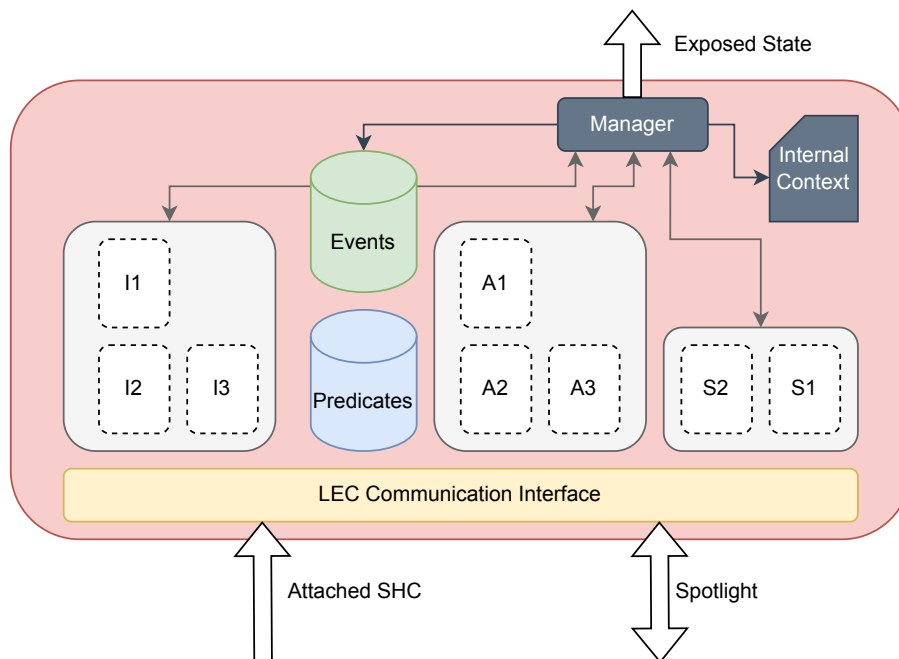 Exposed State
Manager
Internal
Context
Events
I1
A1
I2
I3
Predicates
A2
A3
S2
S1
LEC Communication Interface
Attached SHC
Spotlight